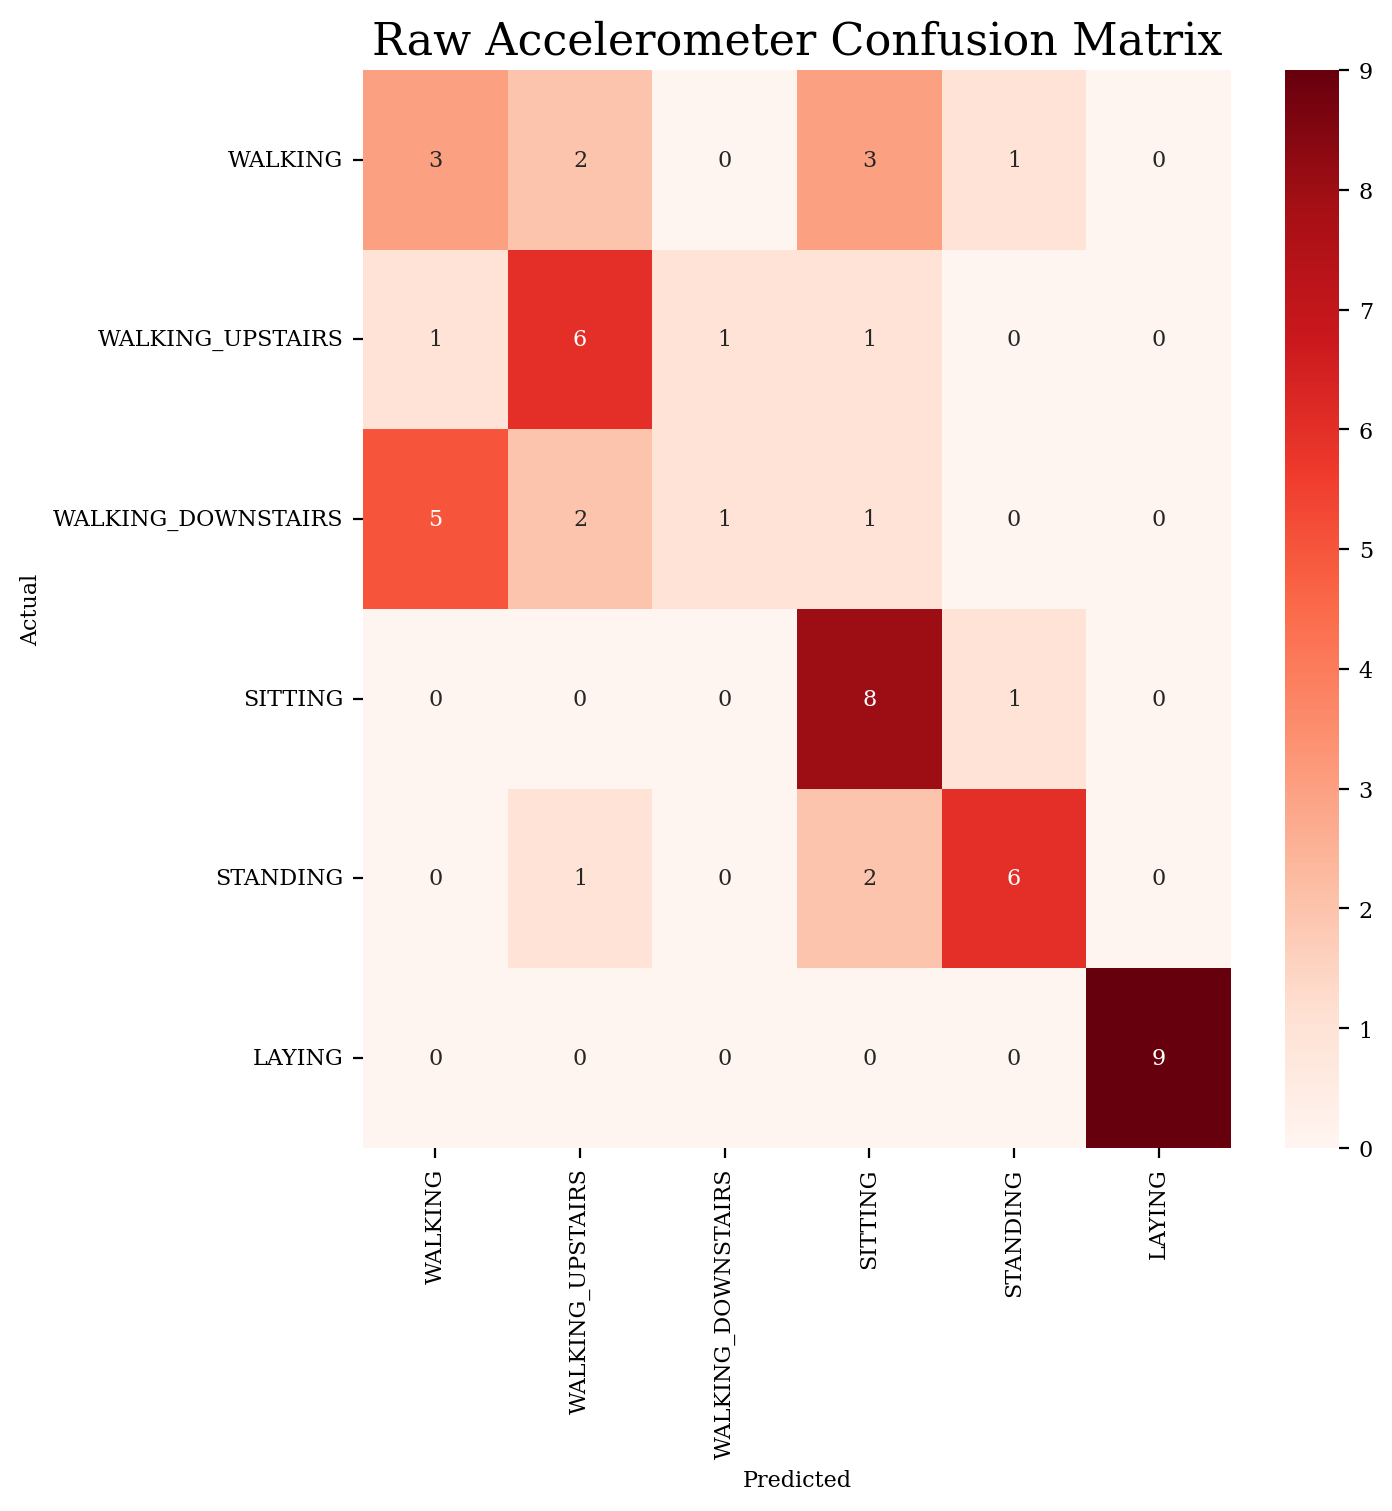 Raw Accelerometer Confusion Matrix
WALKING 3 2 0 3 1 0
WALKING_UPSTAIRS 1 6 1 1 0 0
WALKING_DOWNSTAIRS 5 2 1 1 0 0
SITTING 0 0 0 8 1 0
STANDING 0 1 0 2 6 0
LAYING 0 0 0 0 0 9
Actual
WALKING
WALKING_UPSTAIRS
WALKING_DOWNSTAIRS
SITTING
STANDING
LAYING
Predicted
9
8
7
6
5
4
3
2
1
0